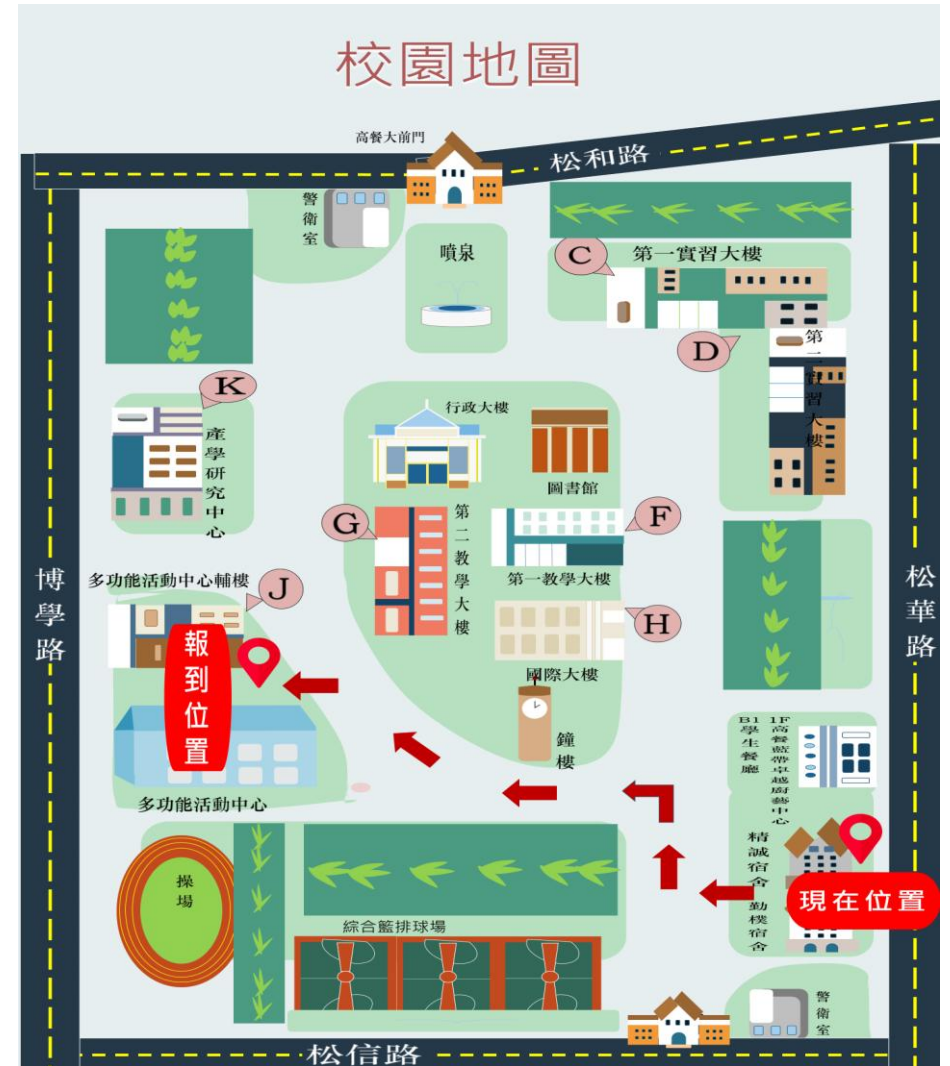 校園地圖
高餐大前門
松和路
警衛室
噴泉
C
第一實習大樓
D
第二實習大樓
K
產學研究中心
行政大樓
圖書館
G
第二教學大樓
F
第一教學大樓
博學路
松華路
多功能活動中心輔樓
J
H
國際大樓
報到位置
鐘樓
多功能活動中心
1F高餐藍帶卓越廚藝中心
B1學生餐廳
操場
精誠宿舍 勤樸宿舍
現在位置
綜合籃排球場
警衛室
松信路